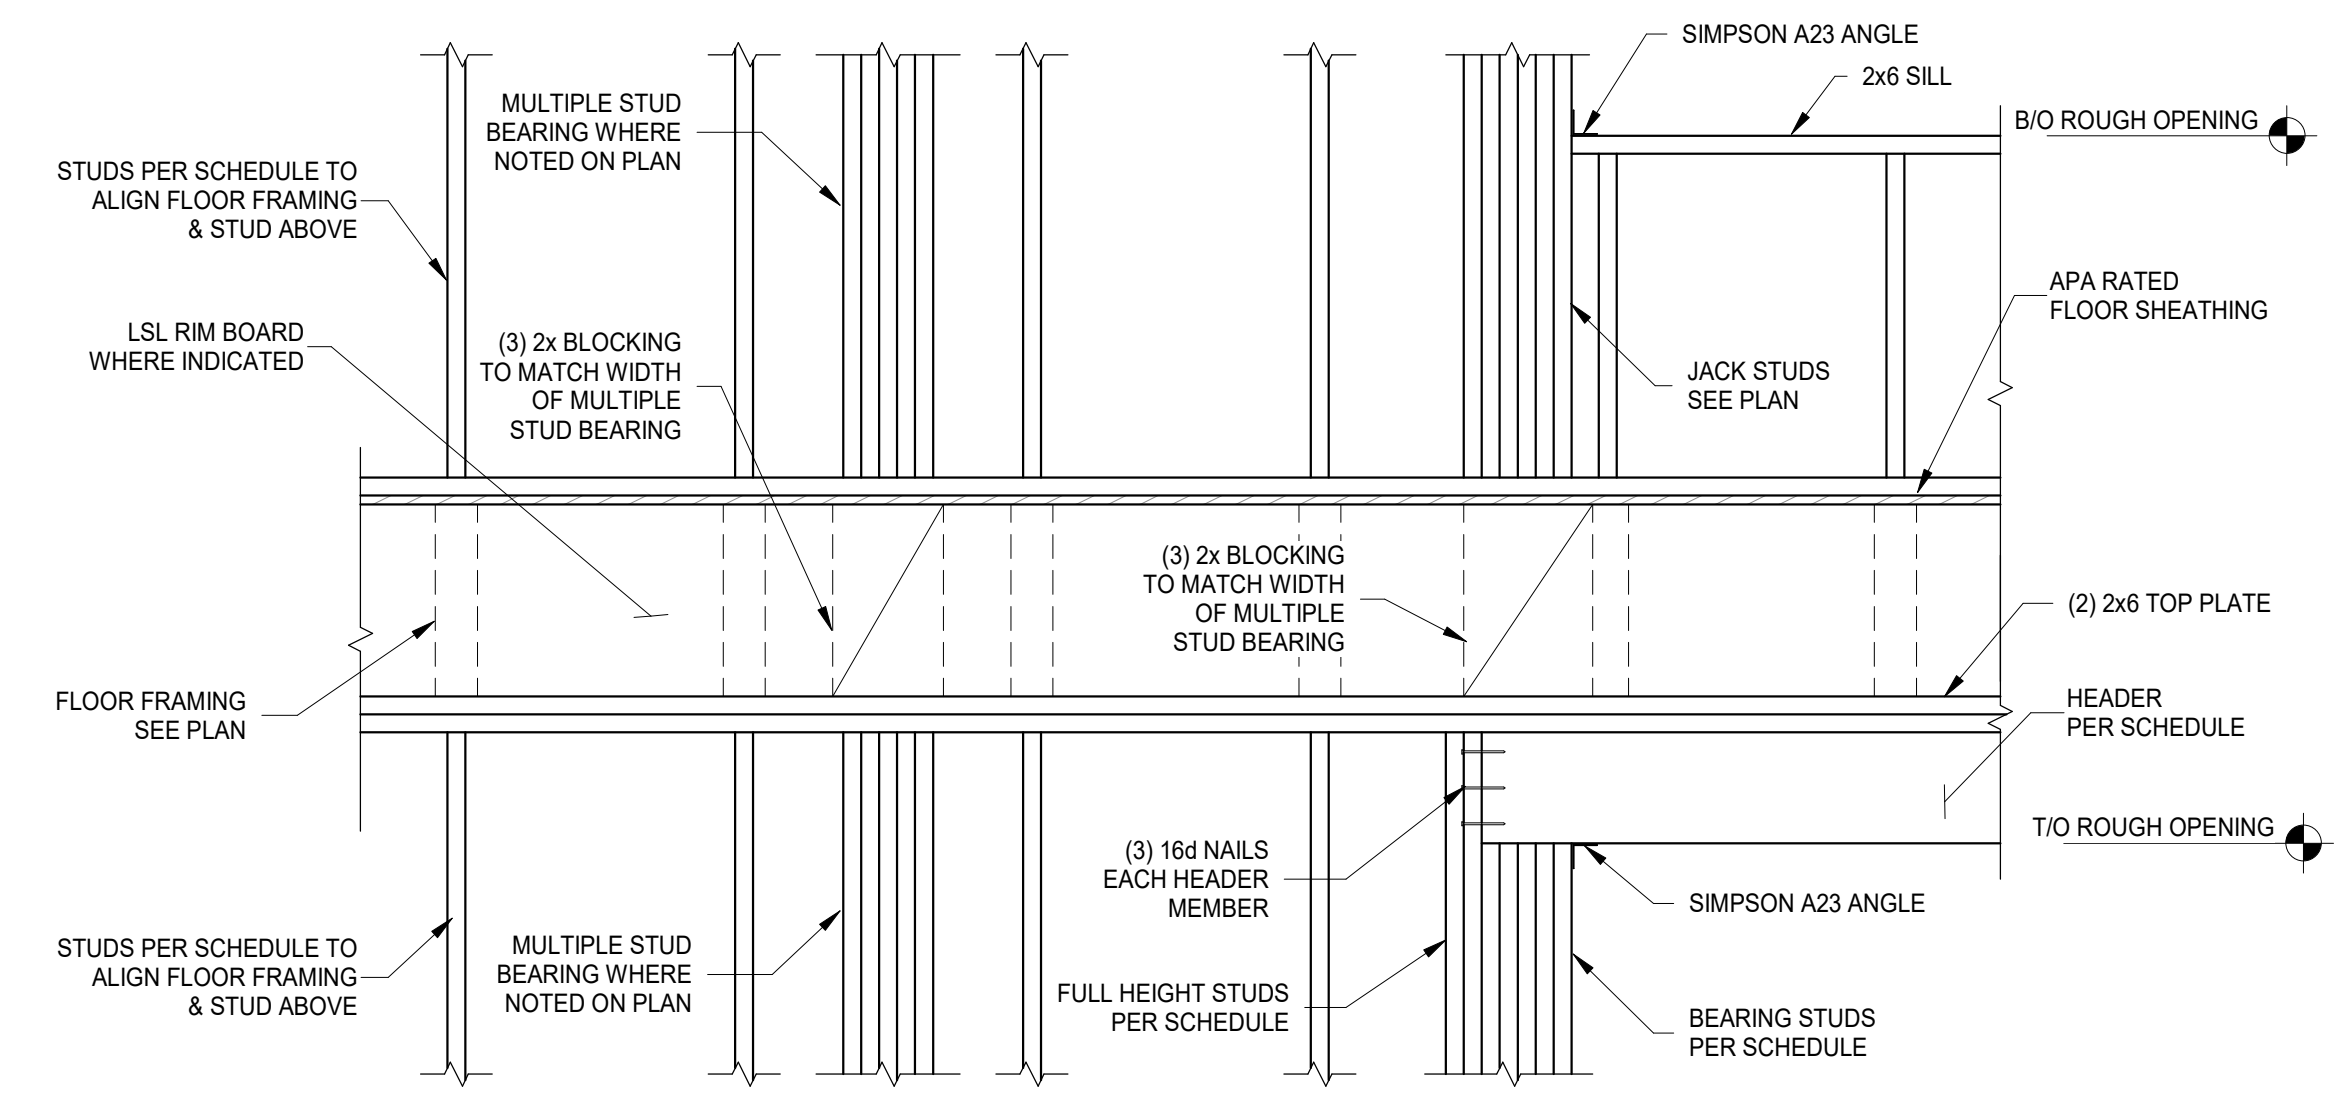 SIMPSON A23 ANGLE
2x6 SILL
B/O ROUGH OPENING
MULTIPLE STUD
BEARING WHERE
NOTED ON PLAN
STUDS PER SCHEDULE TO
ALIGN FLOOR FRAMING
& STUD ABOVE
APA RATED
FLOOR SHEATHING
LSL RIM BOARD
WHERE INDICATED
(3) 2x BLOCKING
TO MATCH WIDTH
OF MULTIPLE
STUD BEARING
JACK STUDS
SEE PLAN
(3) 2x BLOCKING
TO MATCH WIDTH
OF MULTIPLE
STUD BEARING
(2) 2x6 TOP PLATE
FLOOR FRAMING
SEE PLAN
HEADER
PER SCHEDULE
T/O ROUGH OPENING
(3) 16d NAILS
EACH HEADER
MEMBER
SIMPSON A23 ANGLE
STUDS PER SCHEDULE TO
ALIGN FLOOR FRAMING
& STUD ABOVE
MULTIPLE STUD
BEARING WHERE
NOTED ON PLAN
FULL HEIGHT STUDS
PER SCHEDULE
BEARING STUDS
PER SCHEDULE